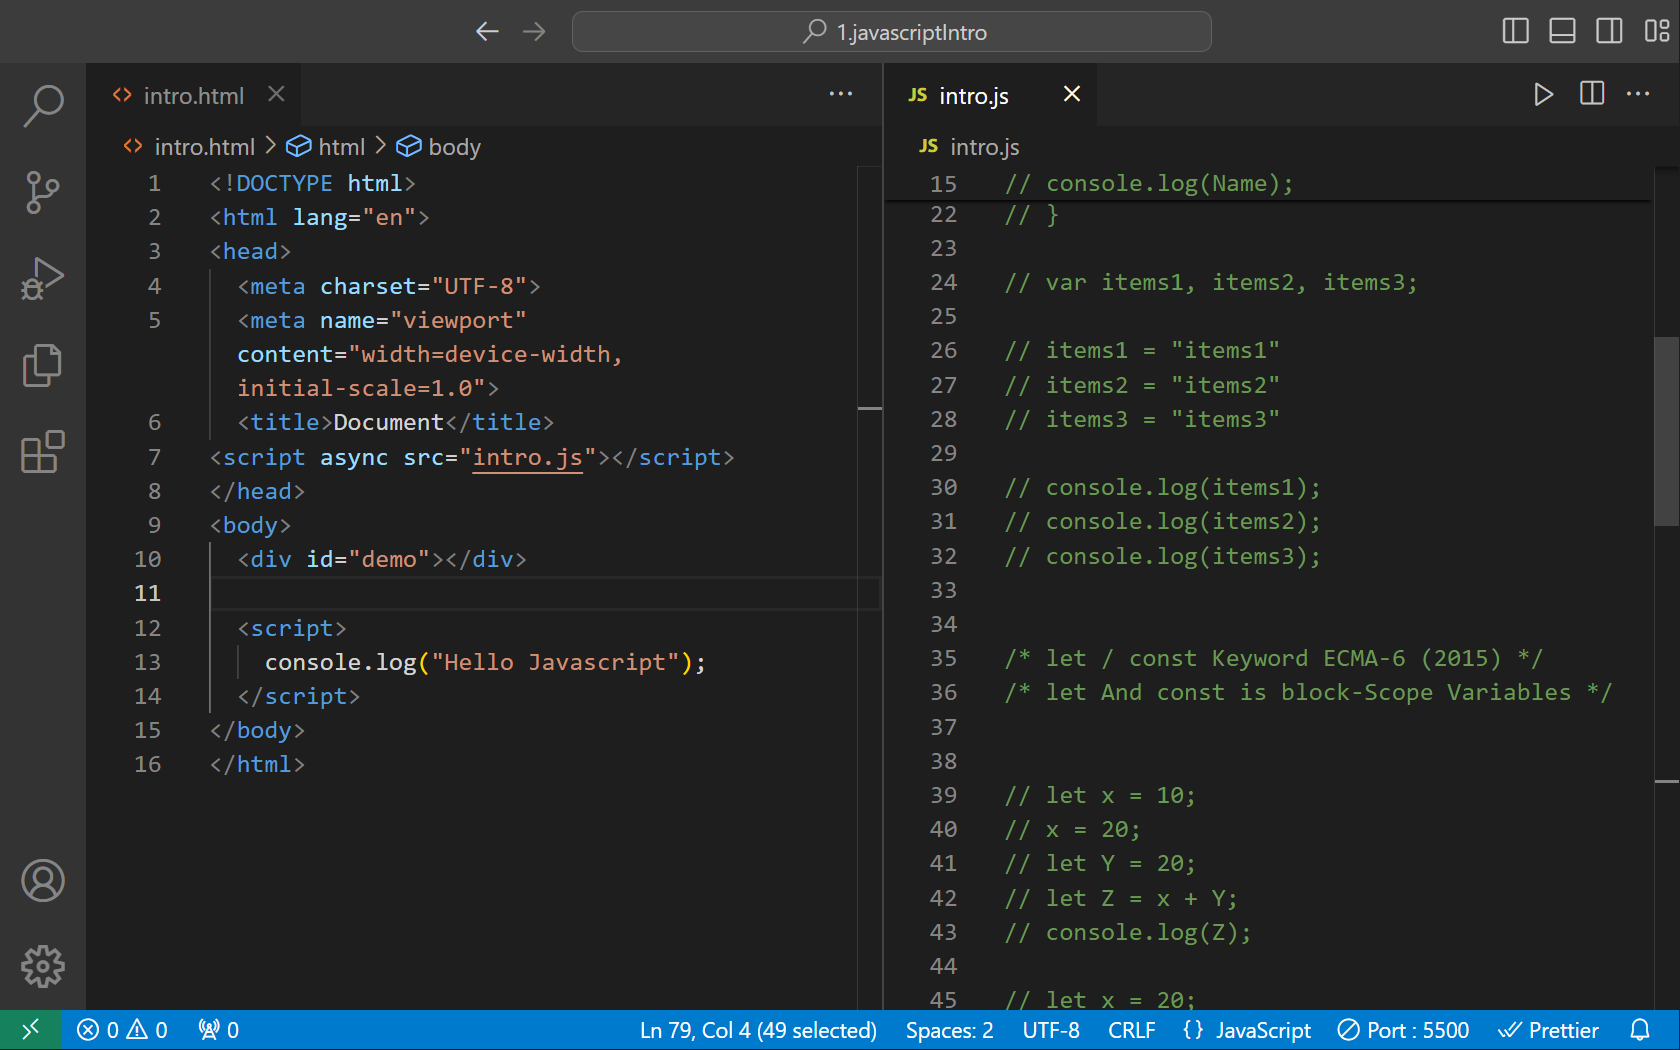 1.javascriptIntro
intro.html
intro.html > html > body
1 <!DOCTYPE html>
2 <html lang="en">
3 <head>
4 <meta charset="UTF-8">
5 <meta name="viewport"
content="width=device-width,
initial-scale=1.0">
6 <title>Document</title>
7 <script async src="intro.js"></script>
8 </head>
9 <body>
10 <div id="demo"></div>
11
12 <script>
13 console.log("Hello Javascript");
14 </script>
15 </body>
16 </html>
JS intro.js
JS intro.js
15 // console.log(Name);
22 // }
23
24 // var items1, items2, items3;
25
26 // items1 = "items1"
27 // items2 = "items2"
28 // items3 = "items3"
29
30 // console.log(items1);
31 // console.log(items2);
32 // console.log(items3);
33
34
35 /* let / const Keyword ECMA-6 (2015) */
36 /* let And const is block-Scope Variables */
37
38
39 // let x = 10;
40 // x = 20;
41 // let Y = 20;
42 // let Z = x + Y;
43 // console.log(Z);
44
45 // let x = 20;
0 0 0 Ln 79, Col 4 (49 selected) Spaces: 2 UTF-8 CRLF {} JavaScript Port : 5500 Prettier